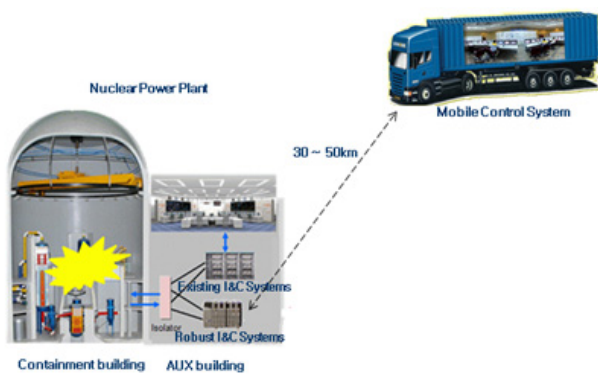 Nuclear Power Plant
Mobile Control System
30 ~ 50km
Existing I&C Systems
Isolator
Robust I&C Systems
Containment building
AUX building